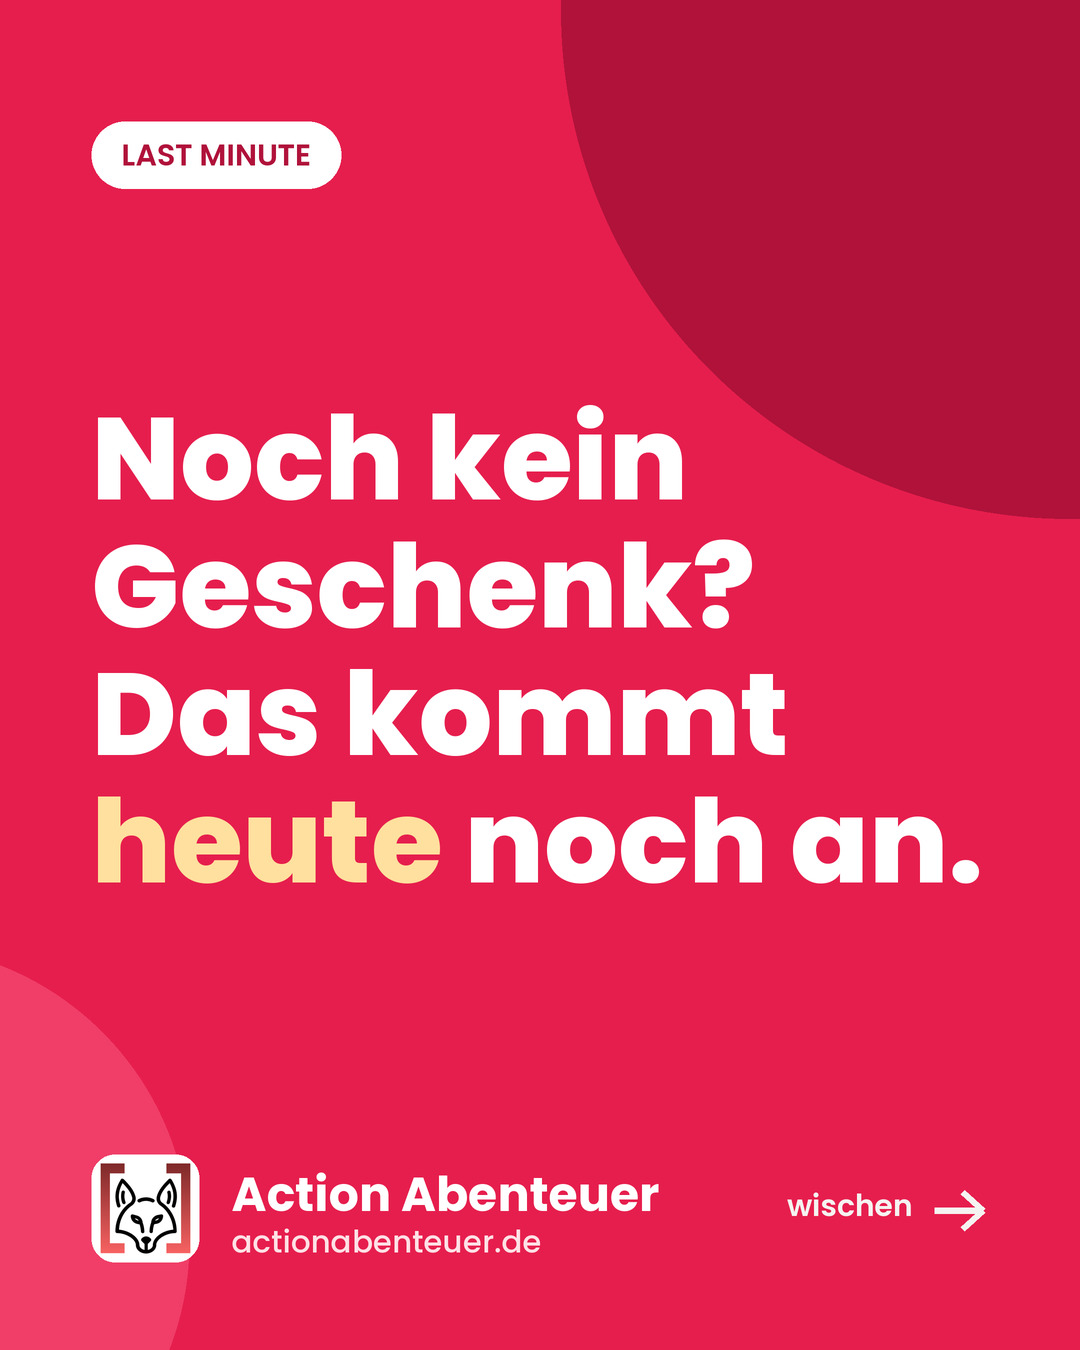 LAST MINUTE
Noch kein
Geschenk?
Das kommt
heute noch an.
Action Abenteuer
actionabenteuer.de
wischen